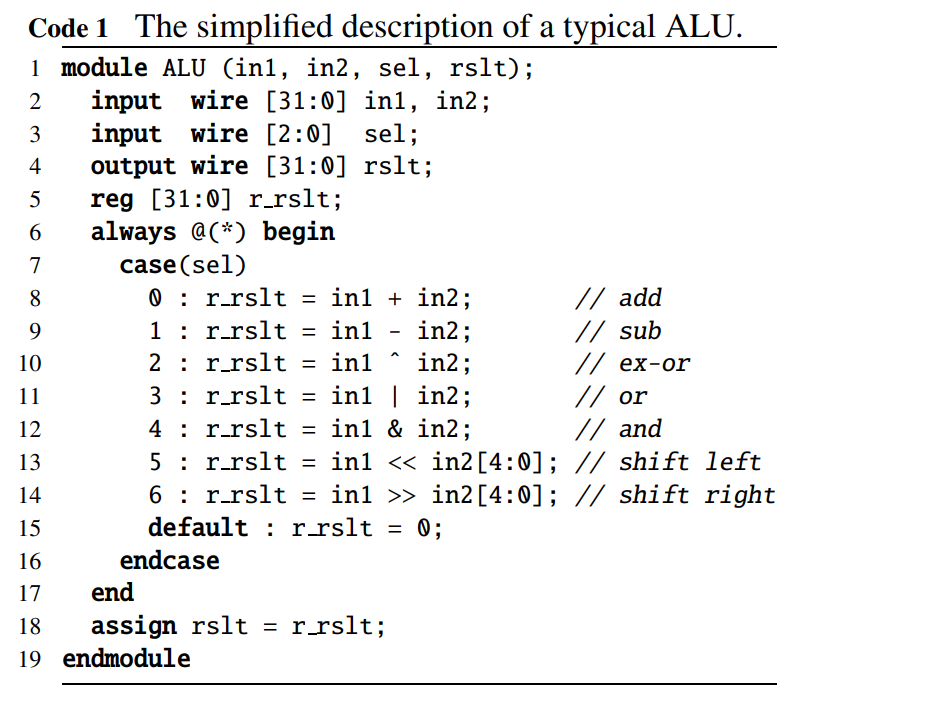 Code 1 The simplified description of a typical ALU.
1 module ALU (in1, in2, sel, rslt);
2 input wire [31:0] in1, in2;
3 input wire [2:0] sel;
4 output wire [31:0] rslt;
5 reg [31:0] r_rslt;
6 always @(*) begin
7 case(sel)
8 0 : r_rslt = in1 + in2; // add
9 1 : r_rslt = in1 - in2; // sub
10 2 : r_rslt = in1 ^ in2; // ex-or
11 3 : r_rslt = in1 | in2; // or
12 4 : r_rslt = in1 & in2; // and
13 5 : r_rslt = in1 << in2[4:0]; // shift left
14 6 : r_rslt = in1 >> in2[4:0]; // shift right
15 default : r_rslt = 0;
16 endcase
17 end
18 assign rslt = r_rslt;
19 endmodule